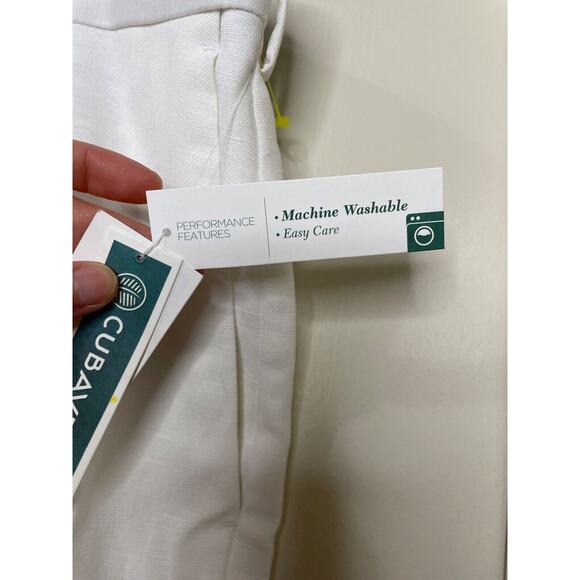 PERFORMANCE
FEATURES
• Machine Washable
• Easy Care